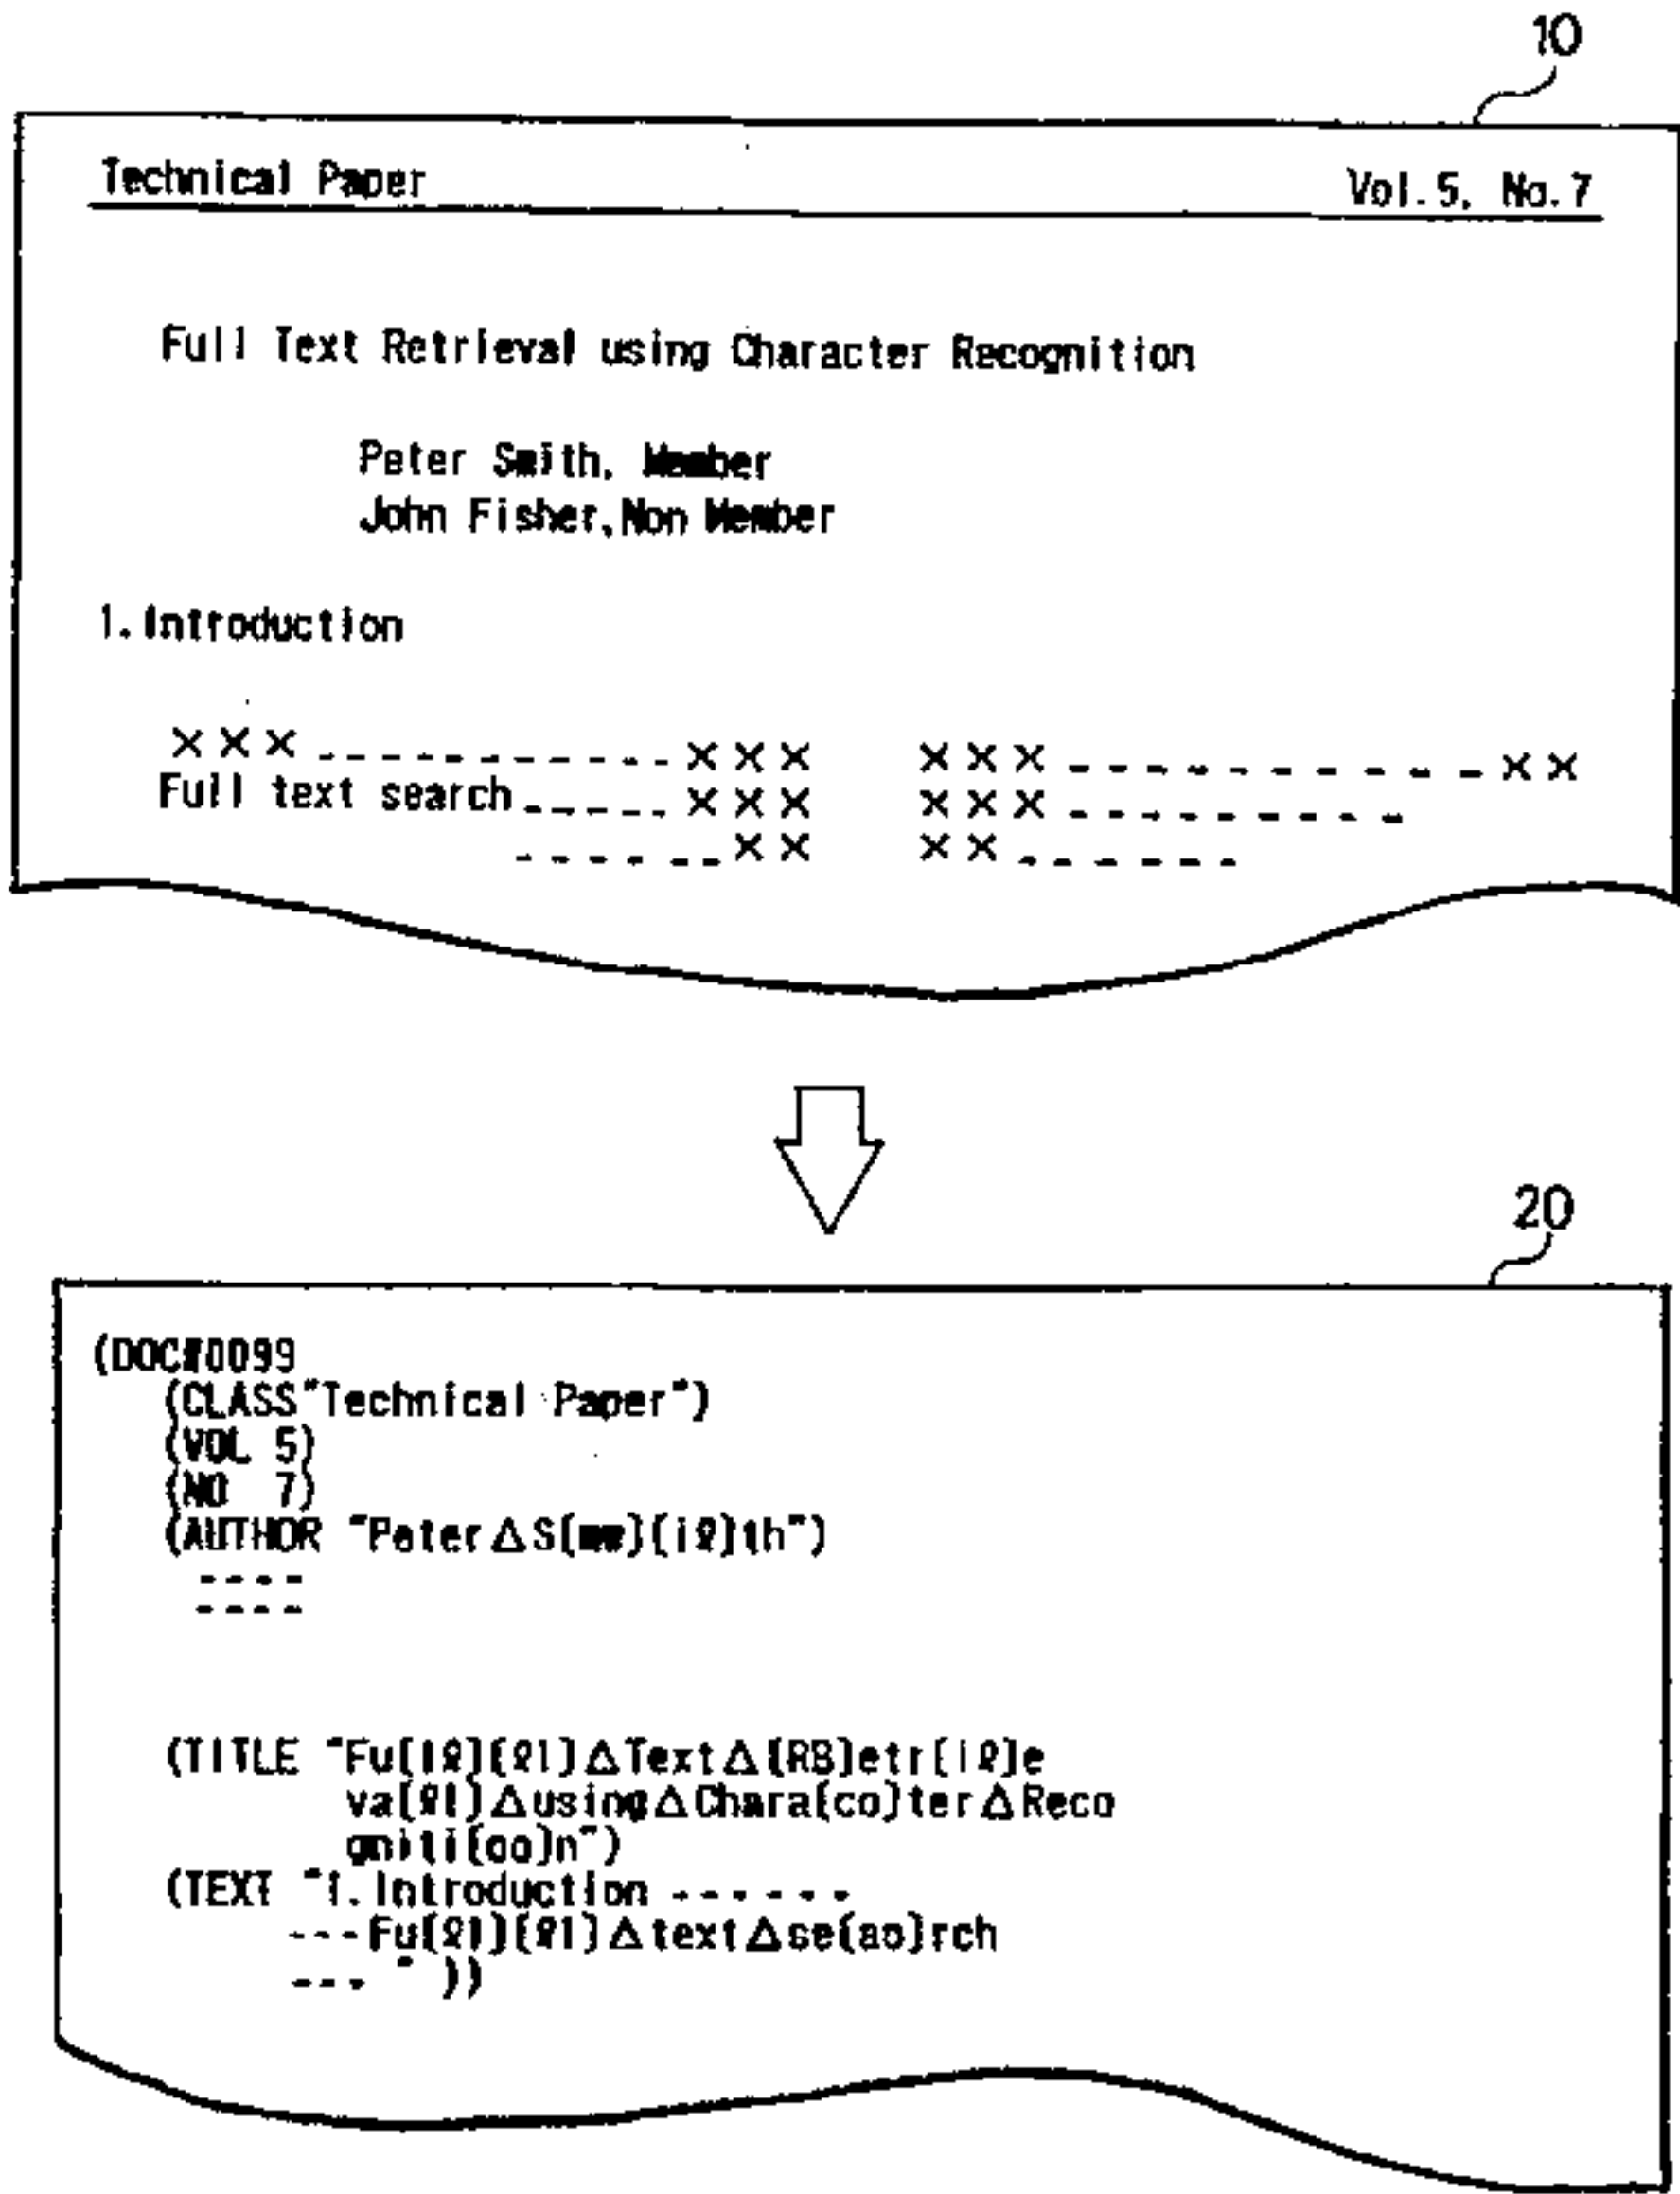 10
Technical Paper Vol.5, No.7
Full Text Retrieval using Character Recognition
Peter Smith, Member
John Fisher, Non Member
1.Introduction
×××-----------××× ×××-----------××
Full text search-----××× ×××---------
------×× ××------
20
(DOC#0099
(CLASS"Technical Paper")
(VOL 5)
(NO 7)
(AUTHOR "Peter△S[mw][iℓ]th")
----
----
(TITLE "Fu[lℓ][ℓl]△Text△[RB]etr[iℓ]e
va[ℓl]△using△Chara[co]ter△Reco
gniti[oo]n")
(TEXT "1.Introduction ------
---Fu[ℓl][ℓl]△text△se[ao]rch
--- " ))